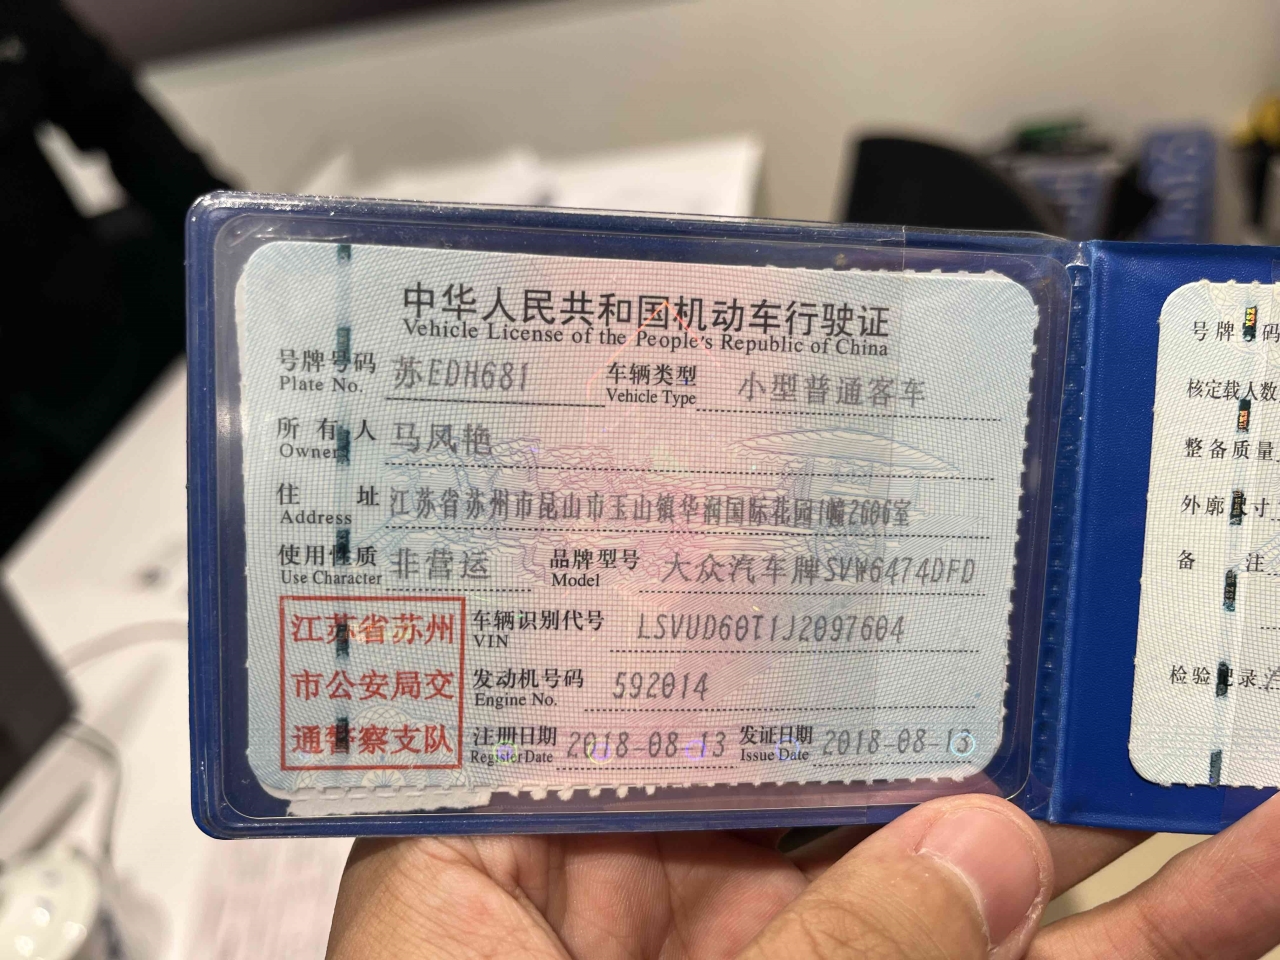 中华人民共和国机动车行驶证
Vehicle License of the People's Republic of China
号牌号码 苏EDH681 车辆类型 小型普通客车
Plate No. Vehicle Type
所有人 马凤艳
Owner
住址 江苏省苏州市昆山市玉山镇华润国际花园1幢2606室
Address
使用性质 非营运 品牌型号 大众汽车牌SVW6474DFD
Use Character Model
江苏省苏州
市公安局交
通警察支队
车辆识别代号 LSVUD60T1J2097604
VIN
发动机号码 592014
Engine No.
注册日期 2018-08-13 发证日期 2018-08-13
Register Date Issue Date
号牌号码
核定载人数
整备质量
外廓尺寸
备注
检验记录